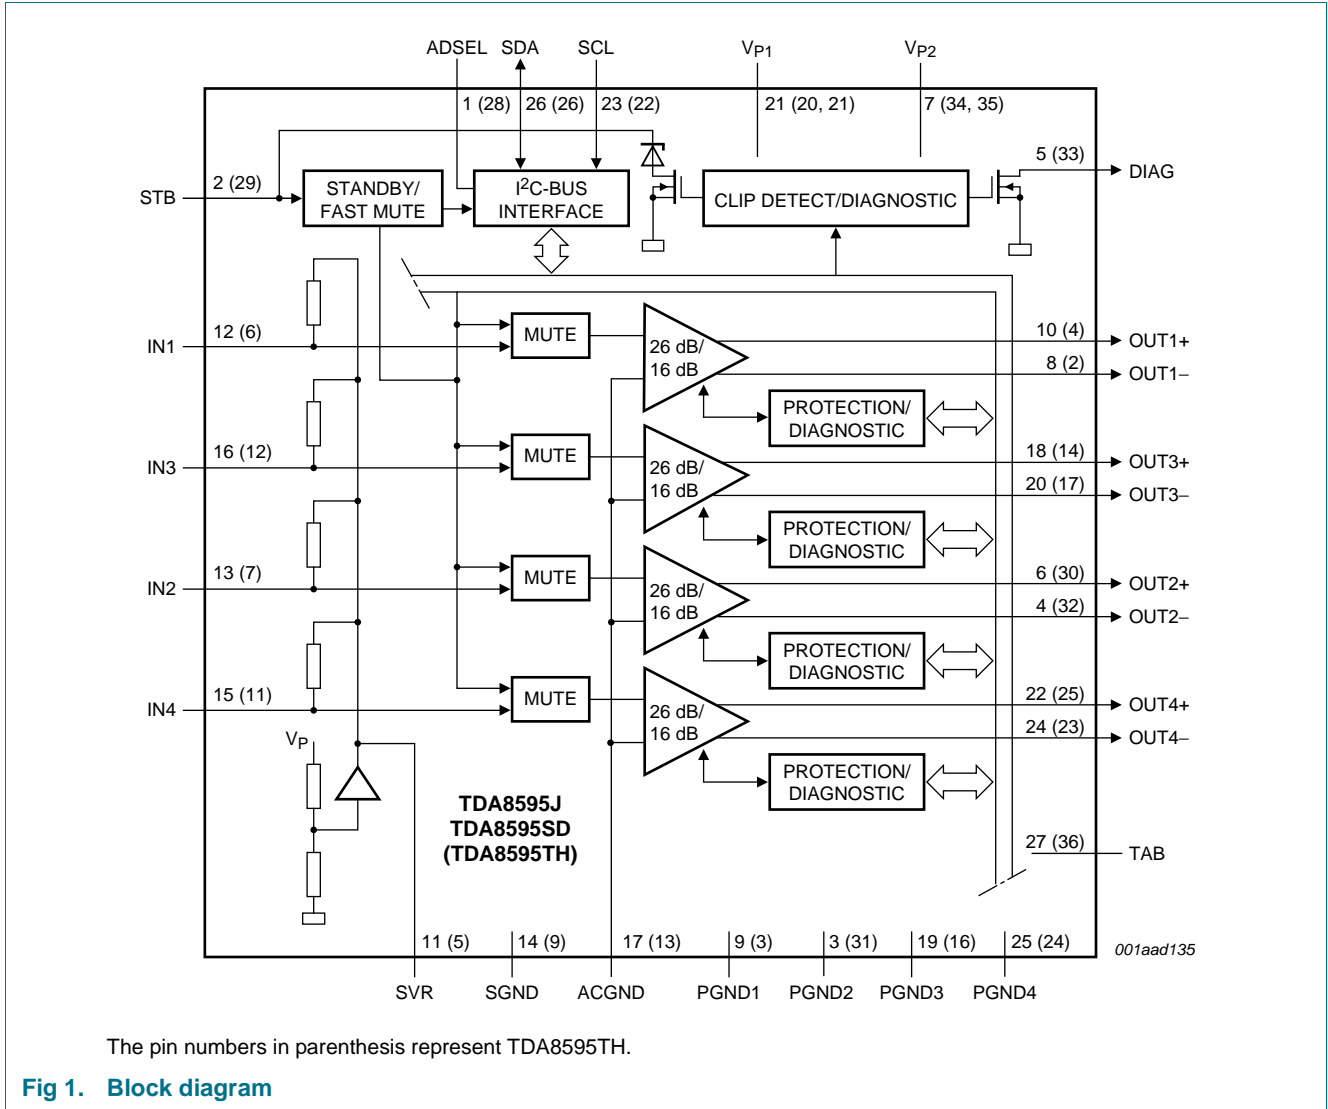 ADSEL SDA SCL VP1 VP2
1 (28) 26 (26) 23 (22) 21 (20, 21) 7 (34, 35)
5 (33)
DIAG
STB
2 (29)
STANDBY/
FAST MUTE
I2C-BUS
INTERFACE
CLIP DETECT/DIAGNOSTIC
IN1
12 (6)
MUTE
26 dB/
16 dB
10 (4)
OUT1+
8 (2)
OUT1−
PROTECTION/
DIAGNOSTIC
IN3
16 (12)
MUTE
26 dB/
16 dB
18 (14)
OUT3+
20 (17)
OUT3−
PROTECTION/
DIAGNOSTIC
IN2
13 (7)
MUTE
26 dB/
16 dB
6 (30)
OUT2+
4 (32)
OUT2−
PROTECTION/
DIAGNOSTIC
IN4
15 (11)
MUTE
26 dB/
16 dB
22 (25)
OUT4+
24 (23)
OUT4−
PROTECTION/
DIAGNOSTIC
VP
TDA8595J
TDA8595SD
(TDA8595TH)
27 (36)
TAB
11 (5) 14 (9) 17 (13) 9 (3) 3 (31) 19 (16) 25 (24)
001aad135
SVR SGND ACGND PGND1 PGND2 PGND3 PGND4
The pin numbers in parenthesis represent TDA8595TH.
Fig 1. Block diagram